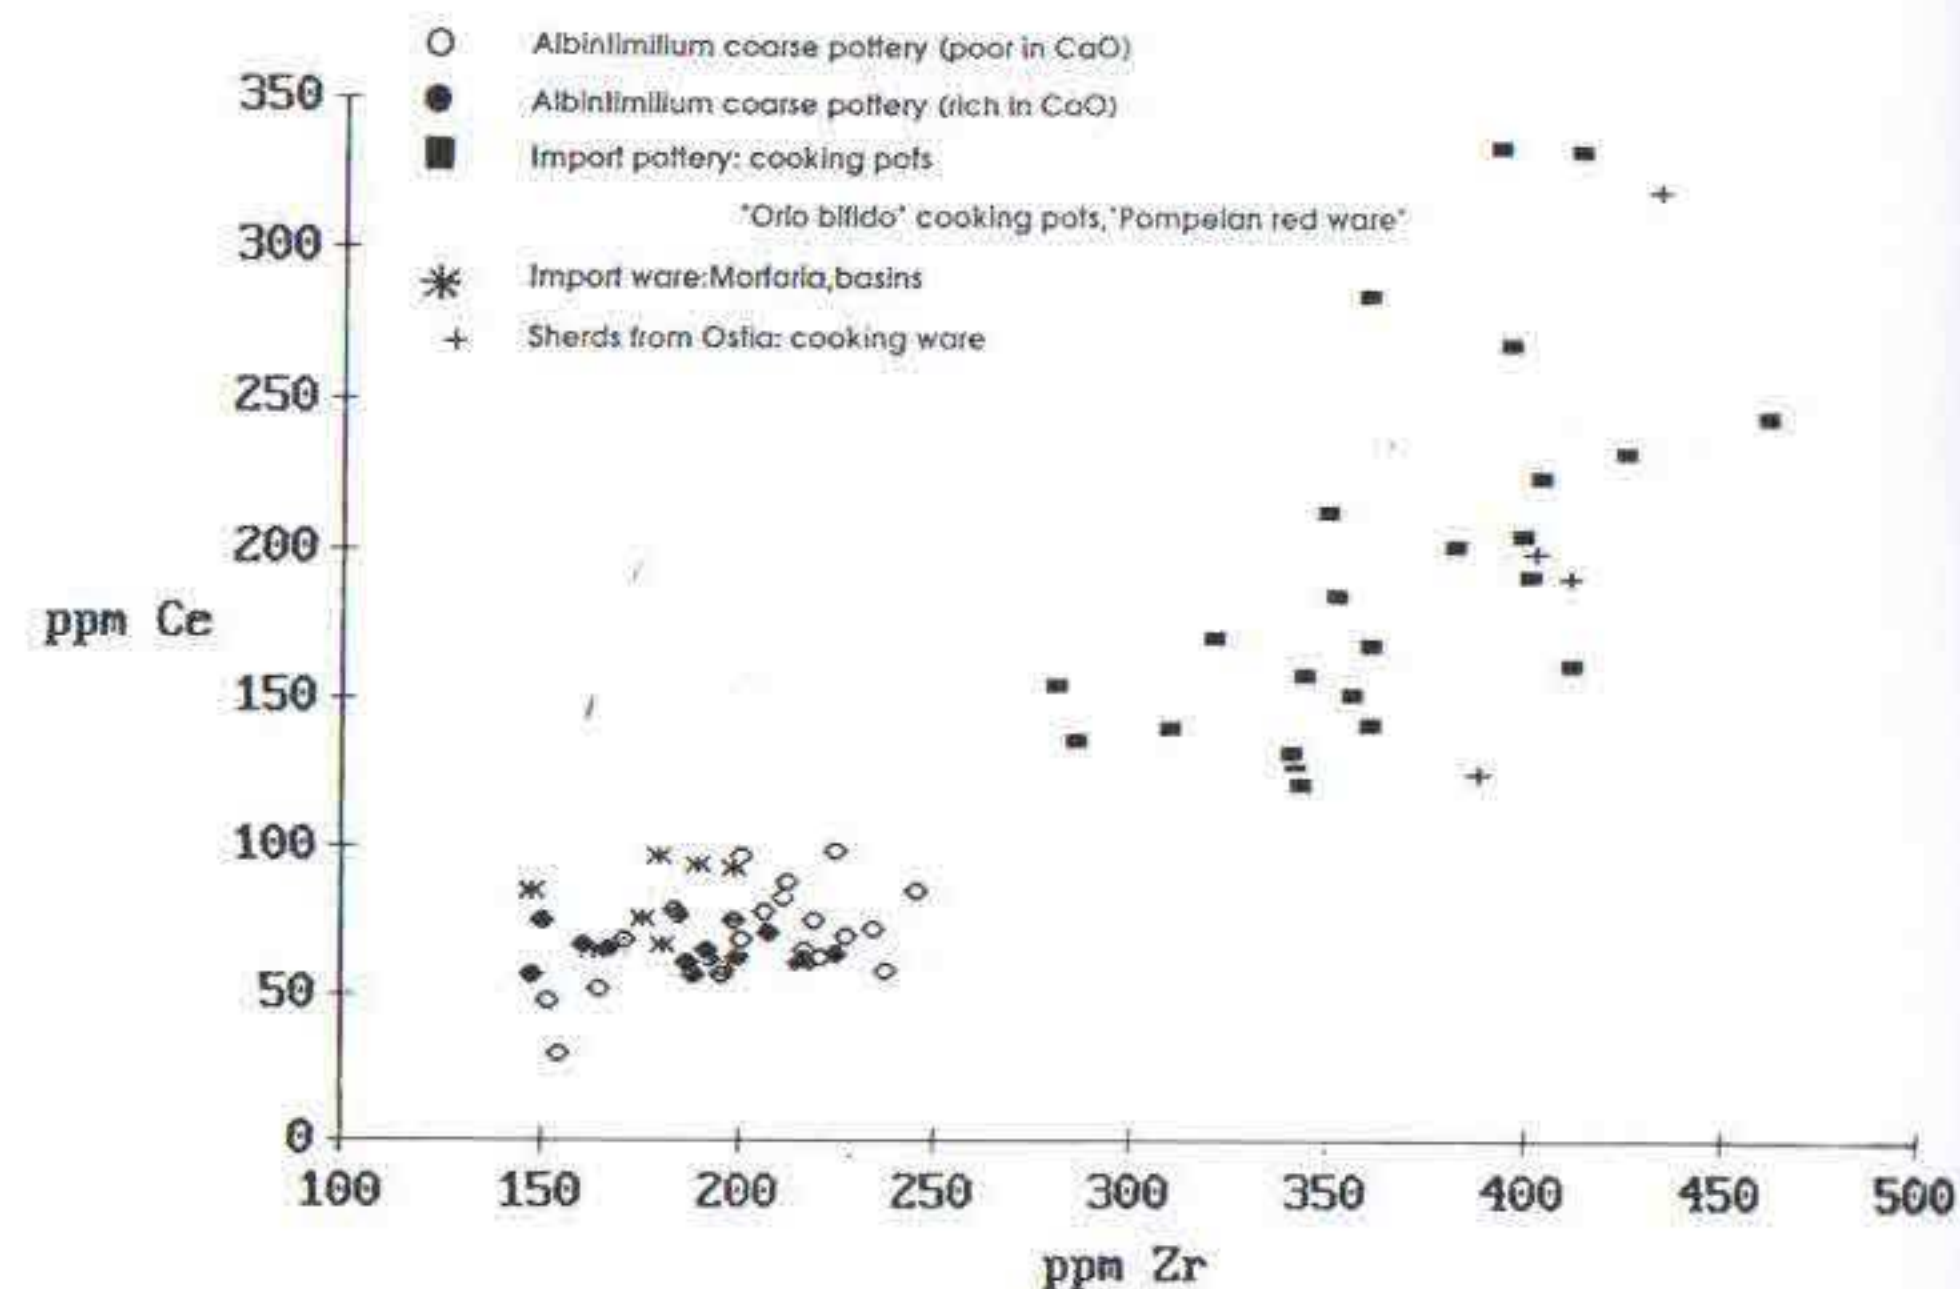 Albintimilium coarse pottery (poor in CaO)
350
Albintimilium coarse pottery (rich in CaO)
Import pottery: cooking pots
"Orlo bifido" cooking pots, "Pompeian red ware"
300
Import ware:Mortaria,basins
Sherds from Ostia: cooking ware
250
200
ppm Ce
150
100
50
0
100 150 200 250 300 350 400 450 500
ppm Zr